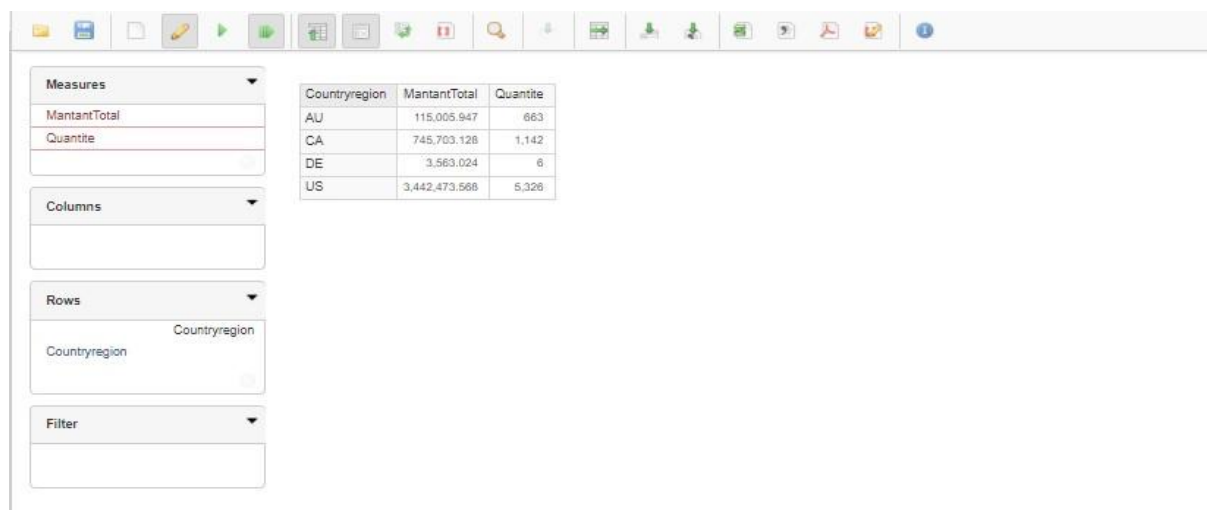 Measures
MantantTotal
Quantite
Columns
Rows
Countryregion
Countryregion
Filter
Countryregion MantantTotal Quantite
AU 115,005.947 663
CA 745,703.128 1,142
DE 3,563.024 6
US 3,442,473.568 5,326